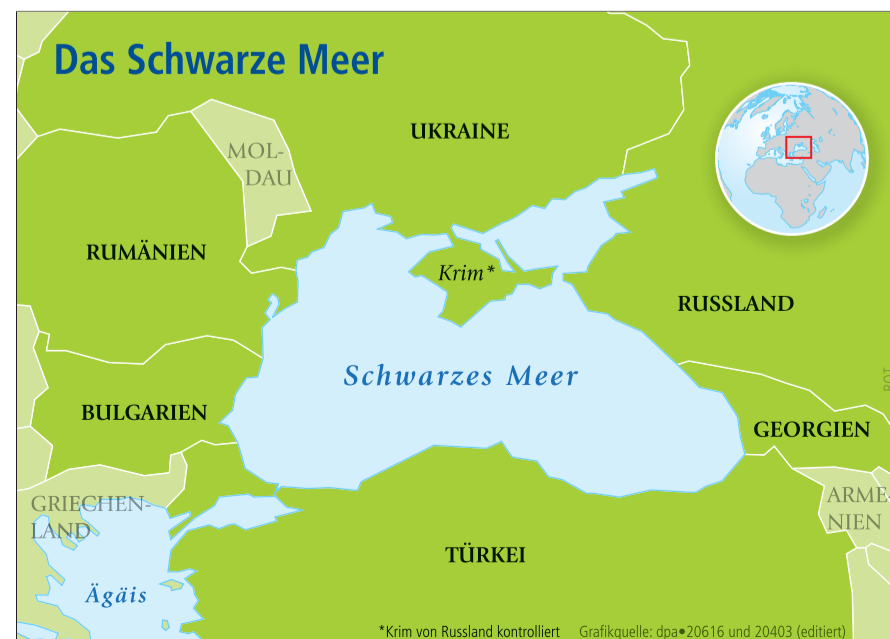 Das Schwarze Meer
UKRAINE
MOL-
DAU
RUMÄNIEN
Krim*
RUSSLAND
Schwarzes Meer
BULGARIEN
GEORGIEN
GRIECHEN-
LAND
ARME-
NIEN
TÜRKEI
Ägäis
*Krim von Russland kontrolliert Grafikquelle: dpa•20616 und 20403 (editiert)